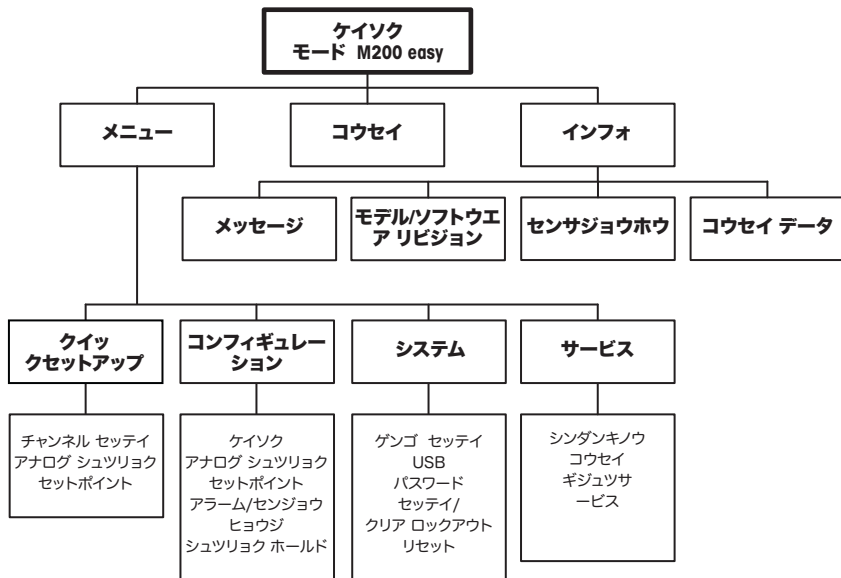 ケイソク
モード M200 easy
メニュー
コウセイ
インフォ
メッセージ
モデル/ソフトウエ
ア リビジョン
センサジョウホウ
コウセイ データ
クイッ
クセットアップ
コンフィギュレー
ション
システム
サービス
チャンネル セッテイ
アナログ シュツリョク
セットポイント
ケイソク
アナログ シュツリョク
セットポイント
アラーム/センジョウ
ヒョウジ
シュツリョク ホールド
ゲンゴ セッテイ
USB
パスワード
セッテイ/
クリア ロックアウト
リセット
シンダンキノウ
コウセイ
ギジュツサ
ービス